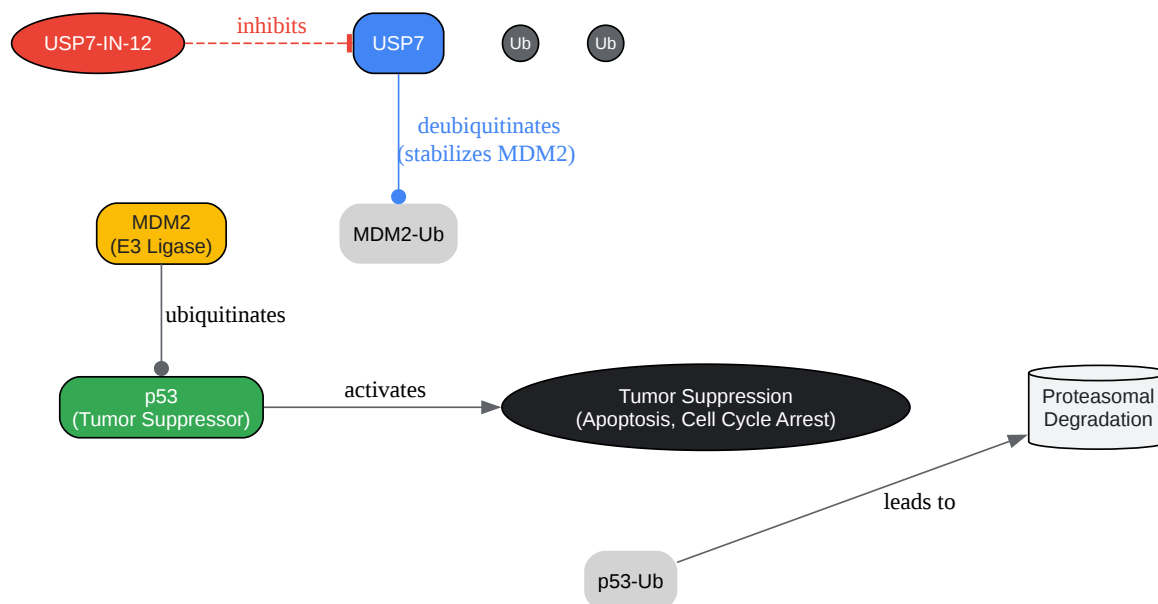 inhibits
USP7-IN-12
USP7
Ub
Ub
deubiquitinates
(stabilizes MDM2)
MDM2
(E3 Ligase)
MDM2-Ub
ubiquitinates
p53
(Tumor Suppressor)
activates
Tumor Suppression
(Apoptosis, Cell Cycle Arrest)
Proteasomal
Degradation
leads to
p53-Ub